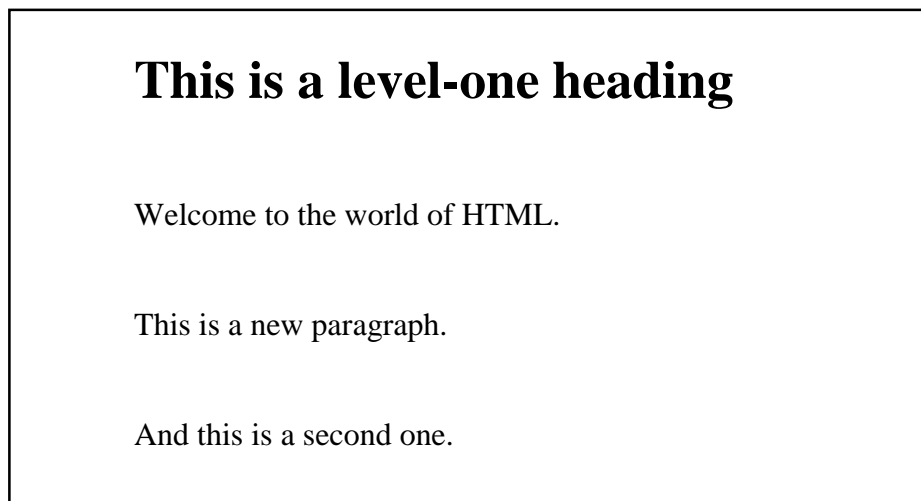 This is a level-one heading
Welcome to the world of HTML.
This is a new paragraph.
And this is a second one.